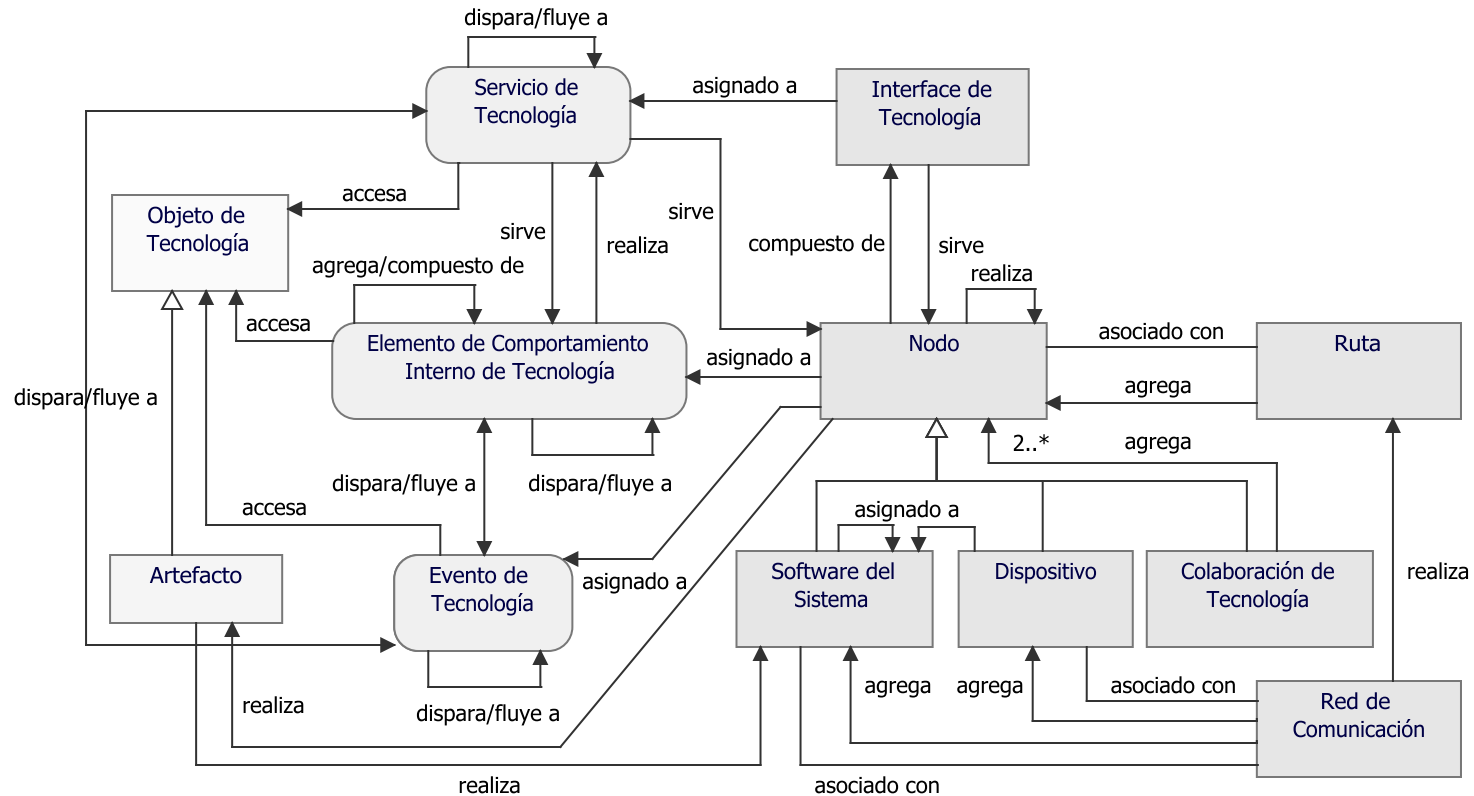 dispara/fluye a
Servicio de
Tecnología
asignado a
Interface de
Tecnología
accesa
Objeto de
Tecnología
sirve
sirve
realiza
compuesto de
sirve
agrega/compuesto de
realiza
accesa
Elemento de Comportamiento
Interno de Tecnología
asignado a
Nodo
asociado con
Ruta
agrega
dispara/fluye a
2..*
agrega
dispara/fluye a
dispara/fluye a
accesa
asignado a
Artefacto
Evento de
Tecnología
asignado a
Software del
Sistema
Dispositivo
Colaboración de
Tecnología
realiza
realiza
dispara/fluye a
agrega
agrega
asociado con
Red de
Comunicación
realiza
asociado con